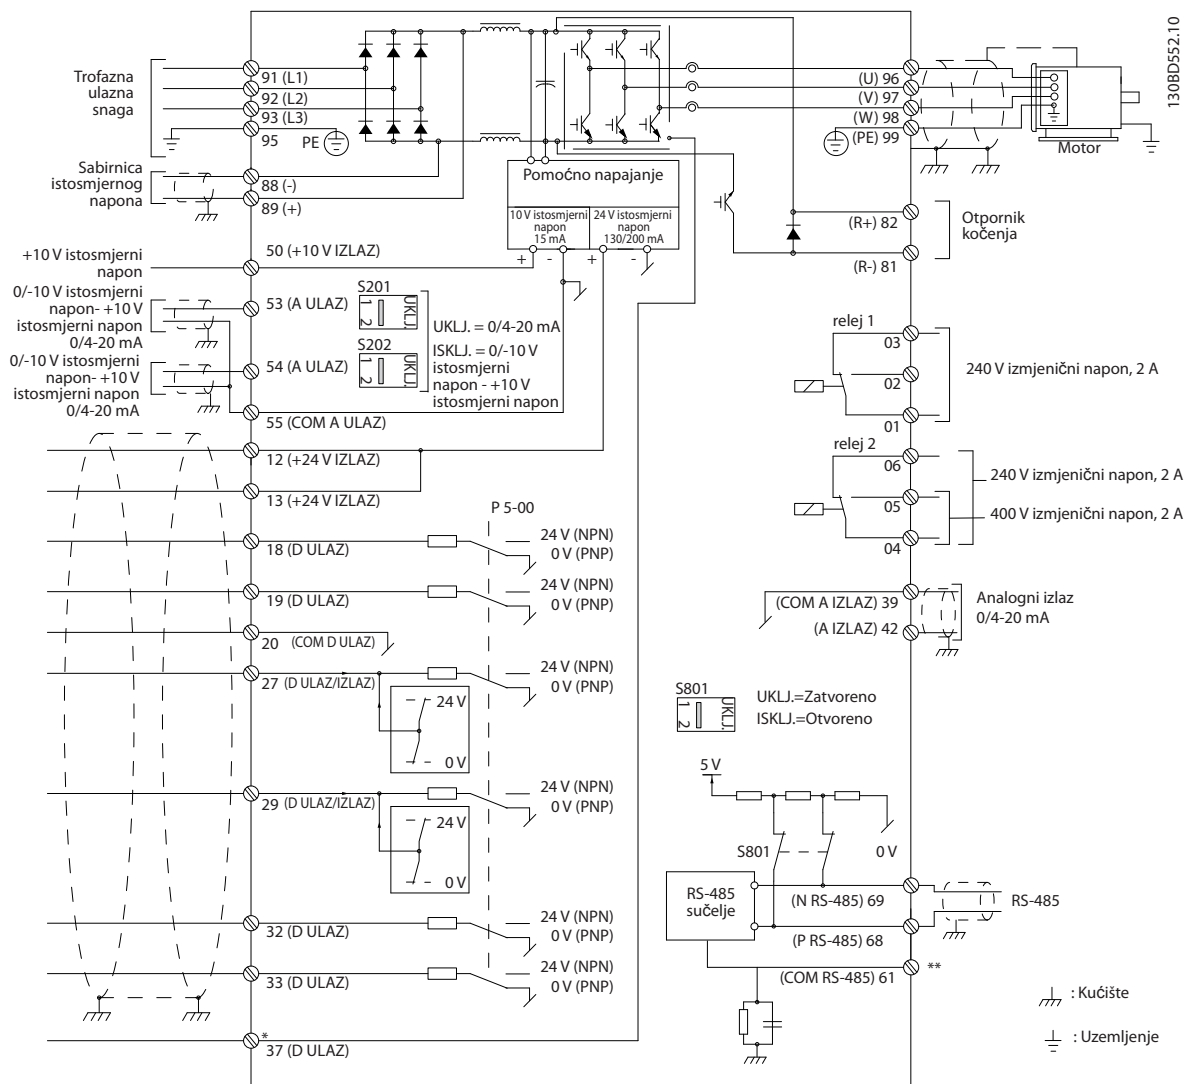 130BD552.10
Trofazna
ulazna
snaga
91 (L1)
92 (L2)
93 (L3)
95
PE
Sabirnica
istosmjernog
napona
88 (-)
89 (+)
Pomoćno napajanje
10 V istosmjerni
napon
15 mA
24 V istosmjerni
napon
130/200 mA
+ - + -
(U) 96
(V) 97
(W) 98
(PE) 99
Motor
(R+) 82
(R-) 81
Otpornik
kočenja
+10 V istosmjerni
napon
50 (+10 V IZLAZ)
0/-10 V istosmjerni
napon- +10 V
istosmjerni napon
0/4-20 mA
53 (A ULAZ)
S201
1 2
UKLJ.
0/-10 V istosmjerni
napon- +10 V
istosmjerni napon
0/4-20 mA
54 (A ULAZ)
S202
1 2
UKLJ.
UKLJ. = 0/4-20 mA
ISKLJ. = 0/-10 V
istosmjerni
napon - +10 V
istosmjerni napon
55 (COM A ULAZ)
12 (+24 V IZLAZ)
13 (+24 V IZLAZ)
relej 1
03
02
01
240 V izmjenični napon, 2 A
relej 2
06
05
04
240 V izmjenični napon, 2 A
400 V izmjenični napon, 2 A
P 5-00
18 (D ULAZ)
24 V (NPN)
0 V (PNP)
19 (D ULAZ)
24 V (NPN)
0 V (PNP)
20 (COM D ULAZ)
27 (D ULAZ/IZLAZ)
24 V (NPN)
0 V (PNP)
24 V
0 V
29 (D ULAZ/IZLAZ)
24 V (NPN)
0 V (PNP)
24 V
0 V
32 (D ULAZ)
24 V (NPN)
0 V (PNP)
33 (D ULAZ)
24 V (NPN)
0 V (PNP)
*
37 (D ULAZ)
(COM A IZLAZ) 39
(A IZLAZ) 42
Analogni izlaz
0/4-20 mA
S801
1 2
UKLJ.
UKLJ.=Zatvoreno
ISKLJ.=Otvoreno
5 V
S801
0 V
RS-485
sučelje
(N RS-485) 69
(P RS-485) 68
(COM RS-485) 61
RS-485
**
: Kućište
: Uzemljenje